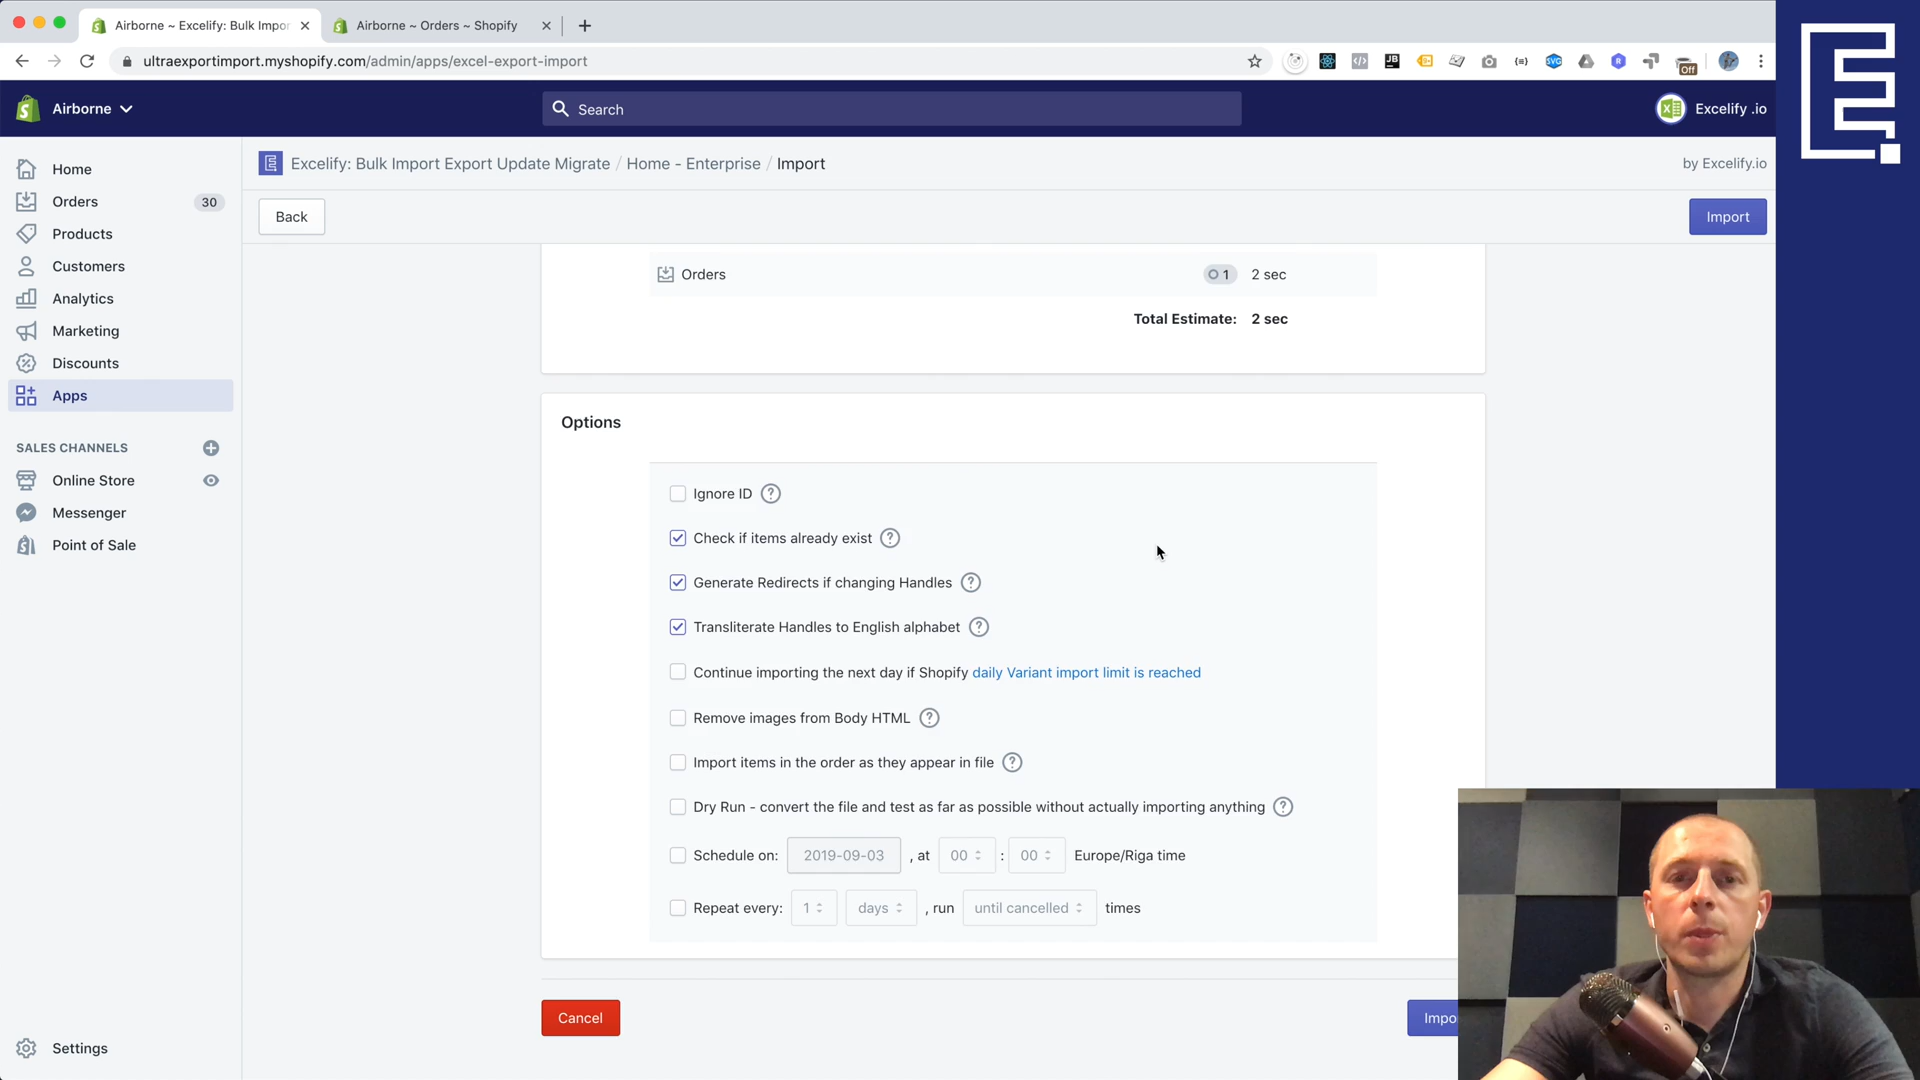 Airborne ~ Excelify: Bulk Impor
Airborne ~ Orders ~ Shopify
ultraexportimport.myshopify.com/admin/apps/excel-export-import
JB
SVG
R
Off
Airborne
Search
Excelify .io
Home
Orders 30
Products
Customers
Analytics
Marketing
Discounts
Apps
SALES CHANNELS
Online Store
Messenger
Point of Sale
Settings
Excelify: Bulk Import Export Update Migrate / Home - Enterprise / Import
by Excelify.io
Back
Import
Orders 1 2 sec
Total Estimate: 2 sec
Options
Ignore ID ?
Check if items already exist ?
Generate Redirects if changing Handles ?
Transliterate Handles to English alphabet ?
Continue importing the next day if Shopify daily Variant import limit is reached
Remove images from Body HTML ?
Import items in the order as they appear in file ?
Dry Run - convert the file and test as far as possible without actually importing anything ?
Schedule on: 2019-09-03 , at 00 : 00 Europe/Riga time
Repeat every: 1 days , run until cancelled times
Cancel
Impo
E.